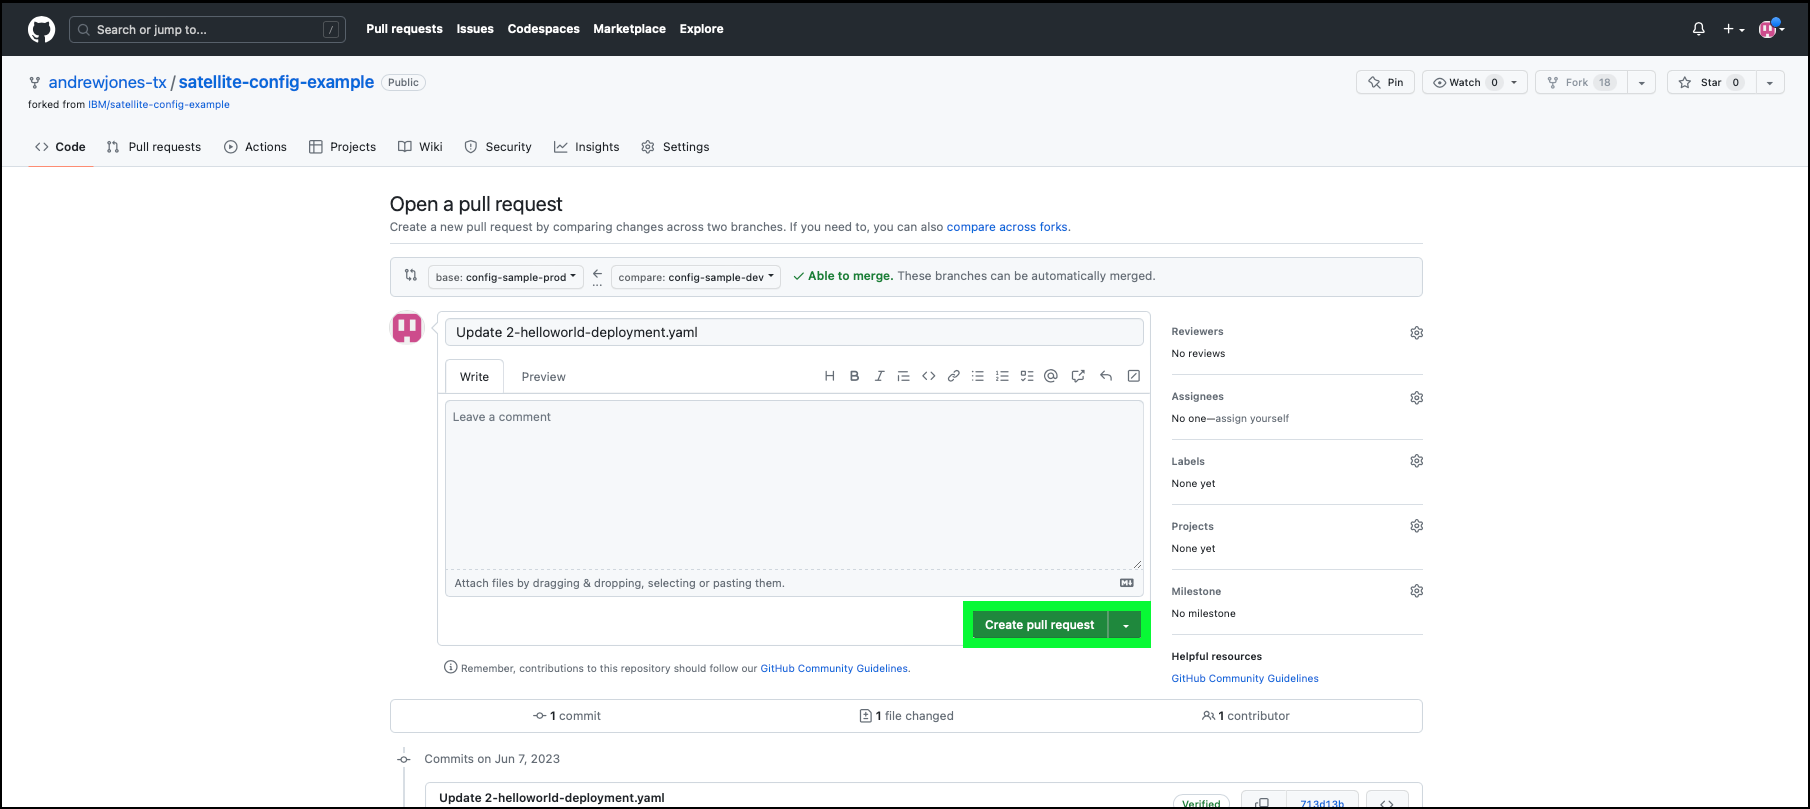 Search or jump to... / Pull requests Issues Codespaces Marketplace Explore
andrewjones-tx / satellite-config-example Public Pin Watch 0 Fork 18 Star 0
forked from IBM/satellite-config-example
Code Pull requests Actions Projects Wiki Security Insights Settings
Open a pull request
Create a new pull request by comparing changes across two branches. If you need to, you can also compare across forks.
base: config-sample-prod ← compare: config-sample-dev ✓ Able to merge. These branches can be automatically merged.
...
Update 2-helloworld-deployment.yaml
Write Preview
Leave a comment
Attach files by dragging & dropping, selecting or pasting them.
Create pull request
Remember, contributions to this repository should follow our GitHub Community Guidelines.
Reviewers
No reviews
Assignees
No one—assign yourself
Labels
None yet
Projects
None yet
Milestone
No milestone
Helpful resources
GitHub Community Guidelines
1 commit 1 file changed 1 contributor
Commits on Jun 7, 2023
Update 2-helloworld-deployment.yaml Verified 713d13b